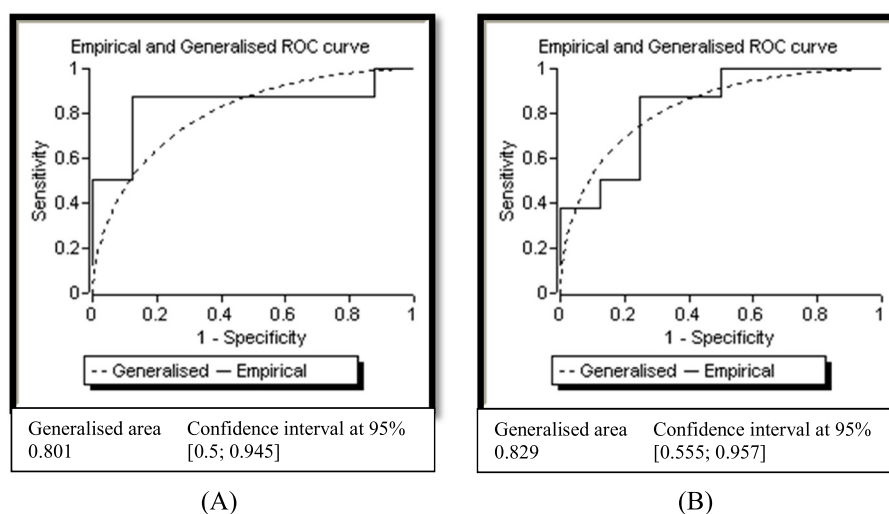 Empirical and Generalised ROC curve
1
0.8
0.6
0.4
0.2
0
Sensitivity
0 0.2 0.4 0.6 0.8 1
1 - Specificity
-- Generalised — Empirical
Generalised area Confidence interval at 95%
0.801 [0.5; 0.945]
(A)
Empirical and Generalised ROC curve
1
0.8
0.6
0.4
0.2
0
Sensitivity
0 0.2 0.4 0.6 0.8 1
1 - Specificity
-- Generalised — Empirical
Generalised area Confidence interval at 95%
0.829 [0.555; 0.957]
(B)